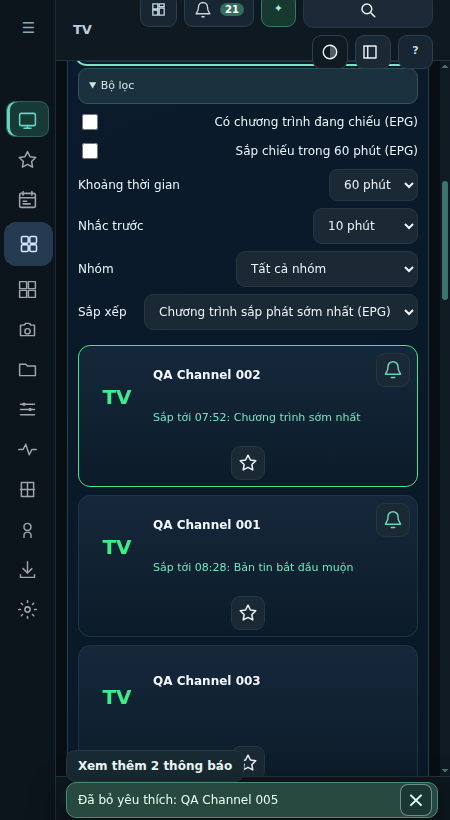 TV
21
?
▼ Bộ lọc
Có chương trình đang chiếu (EPG)
Sắp chiếu trong 60 phút (EPG)
Khoảng thời gian
60 phút
Nhắc trước
10 phút
Nhóm
Tất cả nhóm
Sắp xếp
Chương trình sắp phát sớm nhất (EPG)
TV
QA Channel 002
Sắp tới 07:52: Chương trình sớm nhất
TV
QA Channel 001
Sắp tới 08:28: Bản tin bắt đầu muộn
TV
QA Channel 003
Xem thêm 2 thông báo
Đã bỏ yêu thích: QA Channel 005